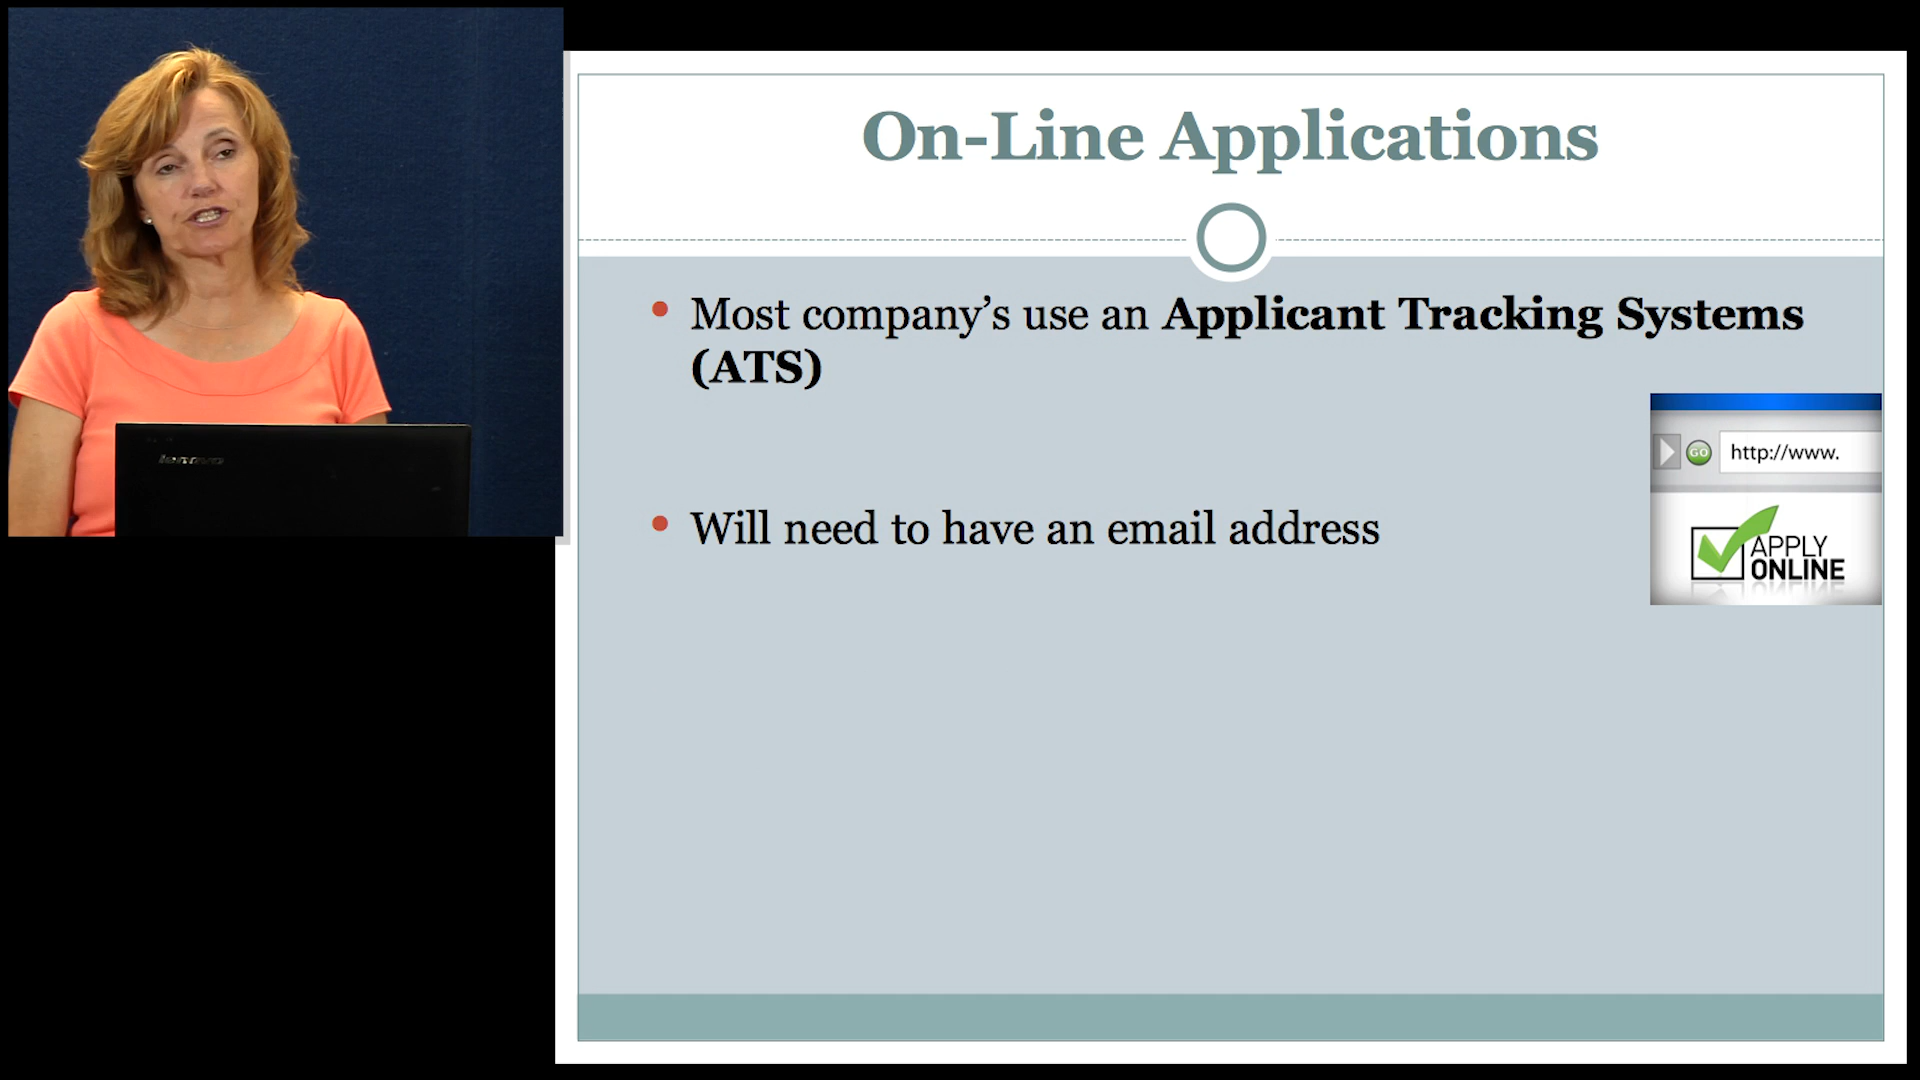 On-Line Applications
• Most company’s use an Applicant Tracking Systems
(ATS)
• Will need to have an email address
GO http://www.
APPLY
ONLINE
lenovo